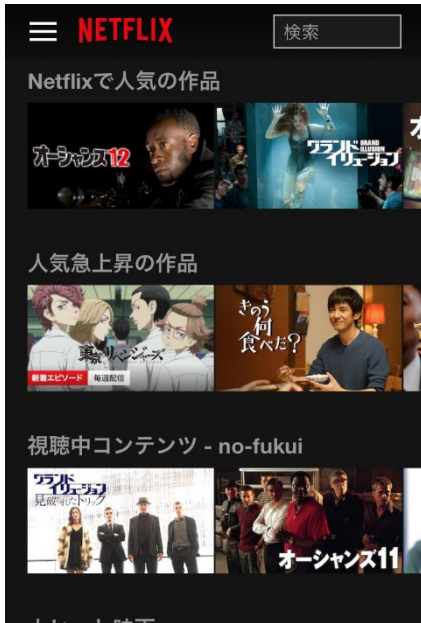 NETFLIX
検索
Netflixで人気の作品
オーシャンズ12
グランド
イリュージョン
GRAND
ILLUSION
オ
人気急上昇の作品
東京リベンジャーズ
新着エピソード 毎週配信
きのう
何
食べた?
視聴中コンテンツ - no-fukui
グランド
イリュージョン
見破られたトリック
オーシャンズ11